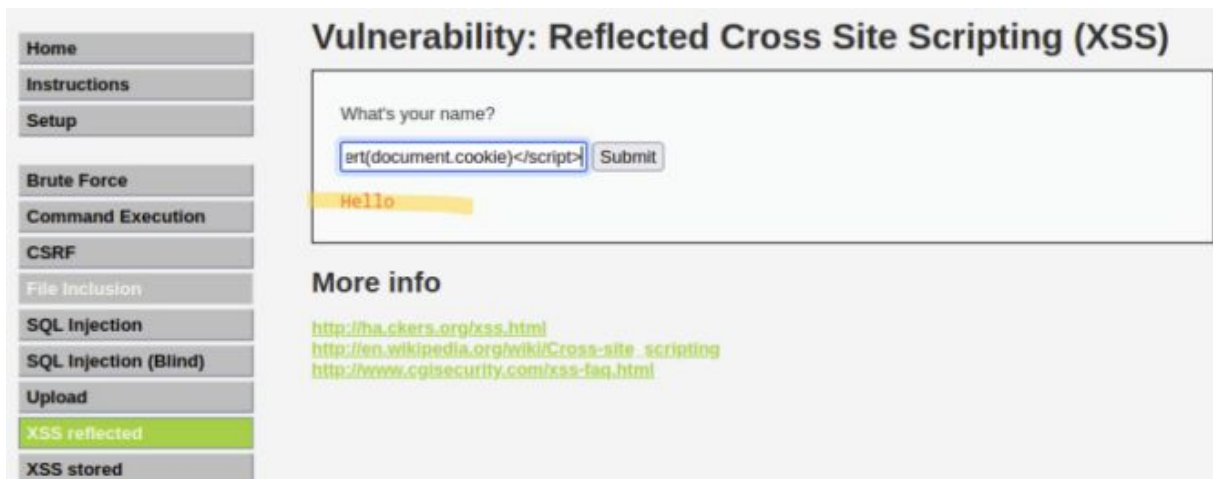 Home
Instructions
Setup
Brute Force
Command Execution
CSRF
File Inclusion
SQL Injection
SQL Injection (Blind)
Upload
XSS reflected
XSS stored
Vulnerability: Reflected Cross Site Scripting (XSS)
What's your name?
ert(document.cookie)</script> Submit
Hello
More info
http://ha.ckers.org/xss.html
http://en.wikipedia.org/wiki/Cross-site_scripting
http://www.cgisecurity.com/xss-faq.html